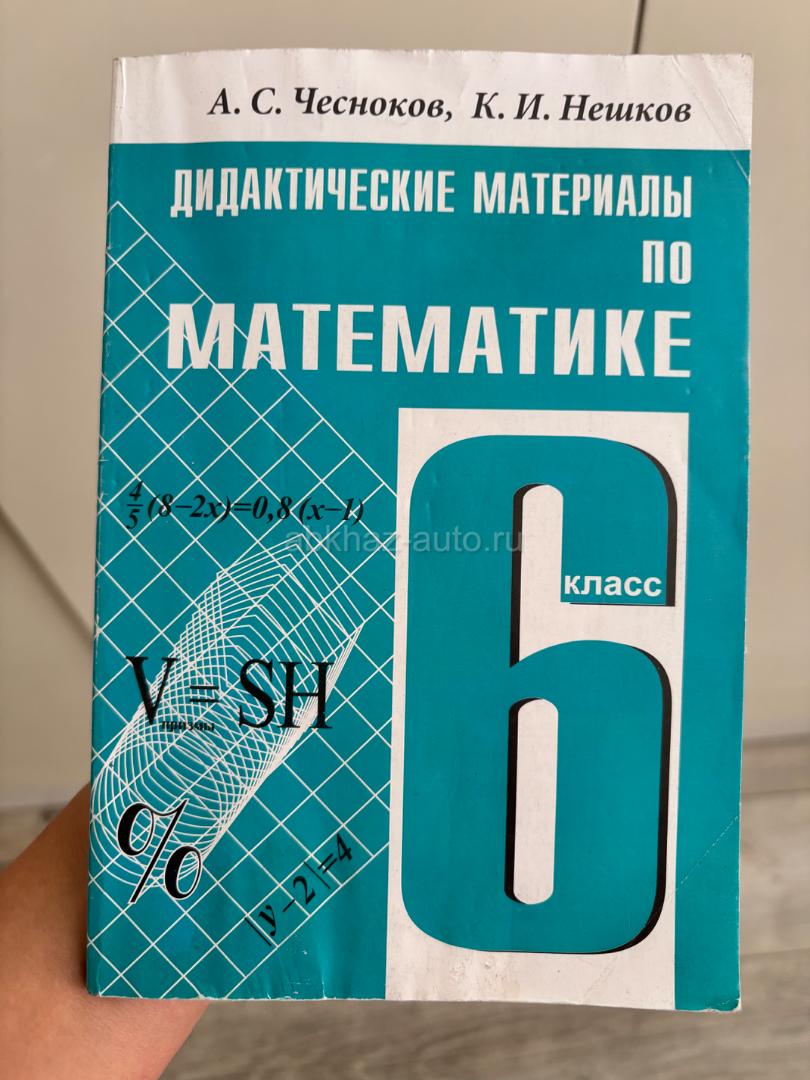 А. С. Чесноков, К. И. Нешков
ДИДАКТИЧЕСКИЕ МАТЕРИАЛЫ
ПО
МАТЕМАТИКЕ
6
класс
4/5(8−2x)=0,8(x−1)
abkhaz-auto.ru
Vпризмы = SH
%
|y−2|=4